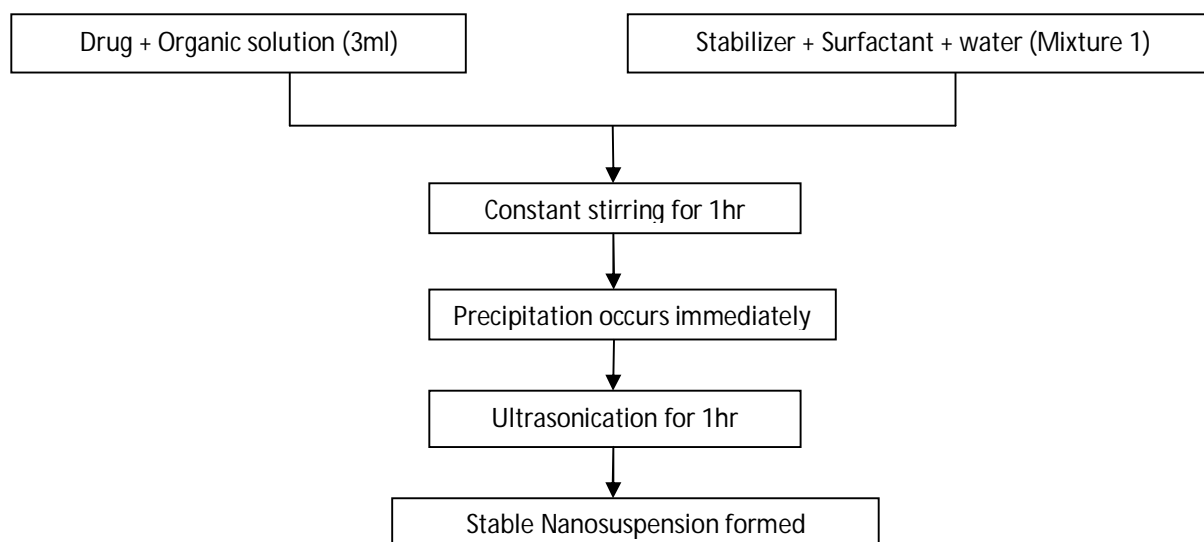 Drug + Organic solution (3ml)
Stabilizer + Surfactant + water (Mixture 1)
Constant stirring for 1hr
Precipitation occurs immediately
Ultrasonication for 1hr
Stable Nanosuspension formed